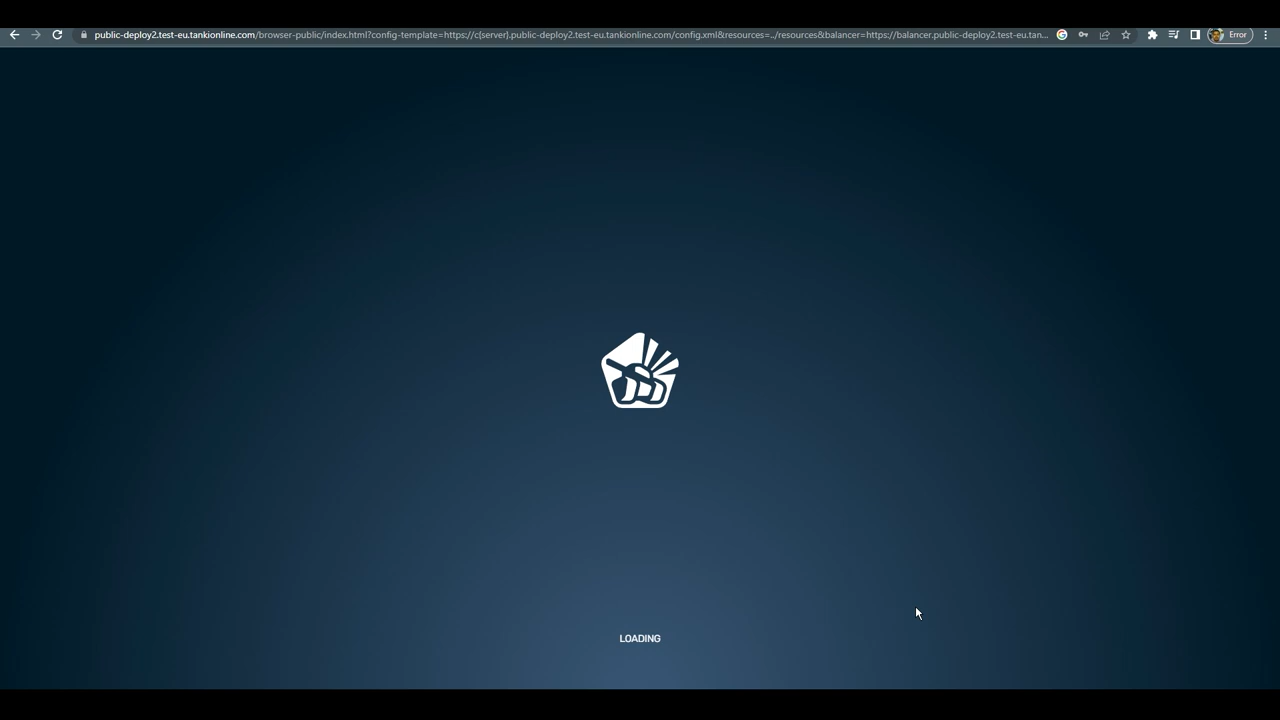 public-deploy2.test-eu.tankionline.com/browser-public/index.html?config-template=https://c{server}.public-deploy2.test-eu.tankionline.com/config.xml&resources=../resources&balancer=https://balancer.public-deploy2.test-eu.tan...
Error
LOADING